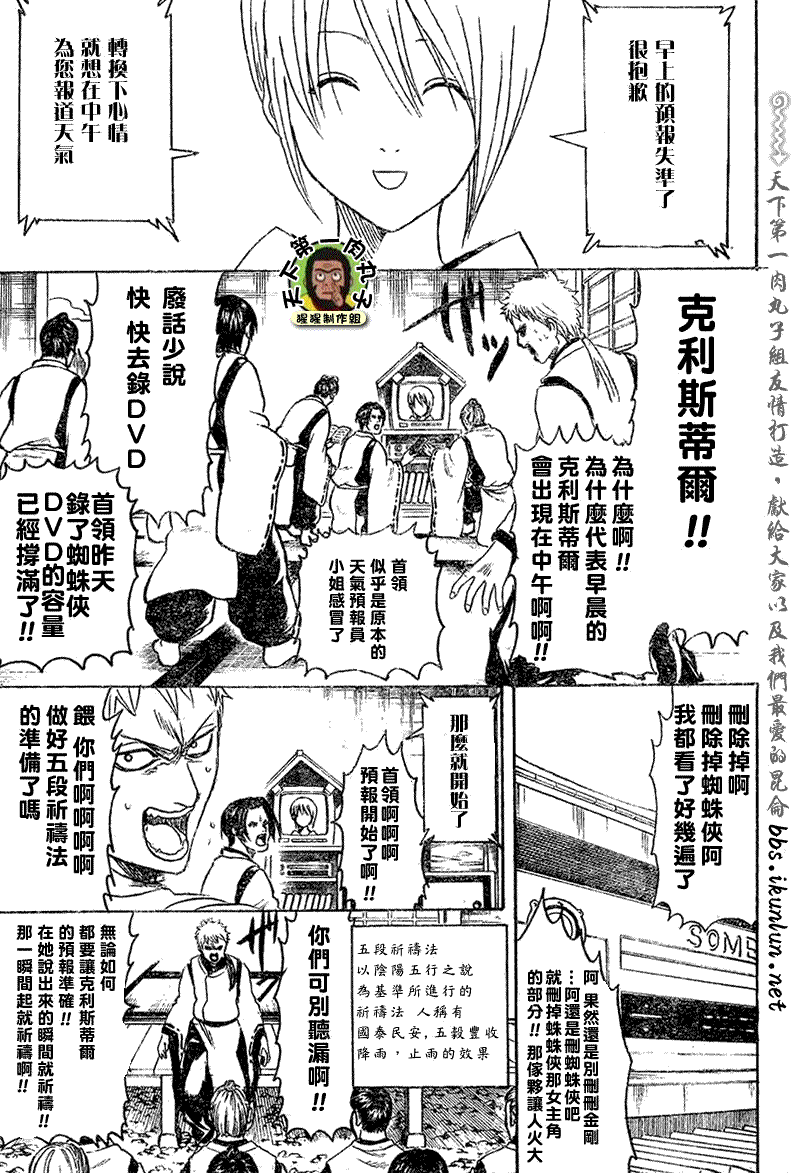 早上的預報失準了
很抱歉
轉換下心情
就想在中午
為您報道天氣
克利斯蒂爾!!
為什麼啊!!
為什麼代表早晨的
克利斯蒂爾
會出現在中午啊啊!!
首領
似乎是原本的
天氣預報員
小姐感冒了
廢話少說
快 快去錄DVD
首領昨天
錄了蜘蛛俠
DVD的容量
已經撐滿了!!
天下第一肉丸子
猩猩制作組
刪除掉啊
刪除掉蜘蛛俠阿
我都看了好幾遍了
阿 果然還是別刪刪金剛
…阿還是刪蜘蛛俠吧
就刪掉蛛蛛俠那女主角
的部分!! 那傢夥讓人火大
SOME
那麼就開始了
首領啊啊啊
預報開始了啊!!
餵 你們啊啊啊啊
做好五段祈禱法
的準備了嗎
五段祈禱法
以陰陽五行之說
為基準所進行的
祈禱法 人稱有
國泰民安,五穀豐收
降雨，止雨的效果
你們可別聽漏啊!!
無論如何
都要讓克利斯蒂爾
的預報準確!!
在她說出來的瞬間就祈禱!!
那一瞬間起就祈禱啊!!
天下第一肉丸子組友情打造，獻給大家以及我們最愛的昆侖 bbs.ikunlun.net